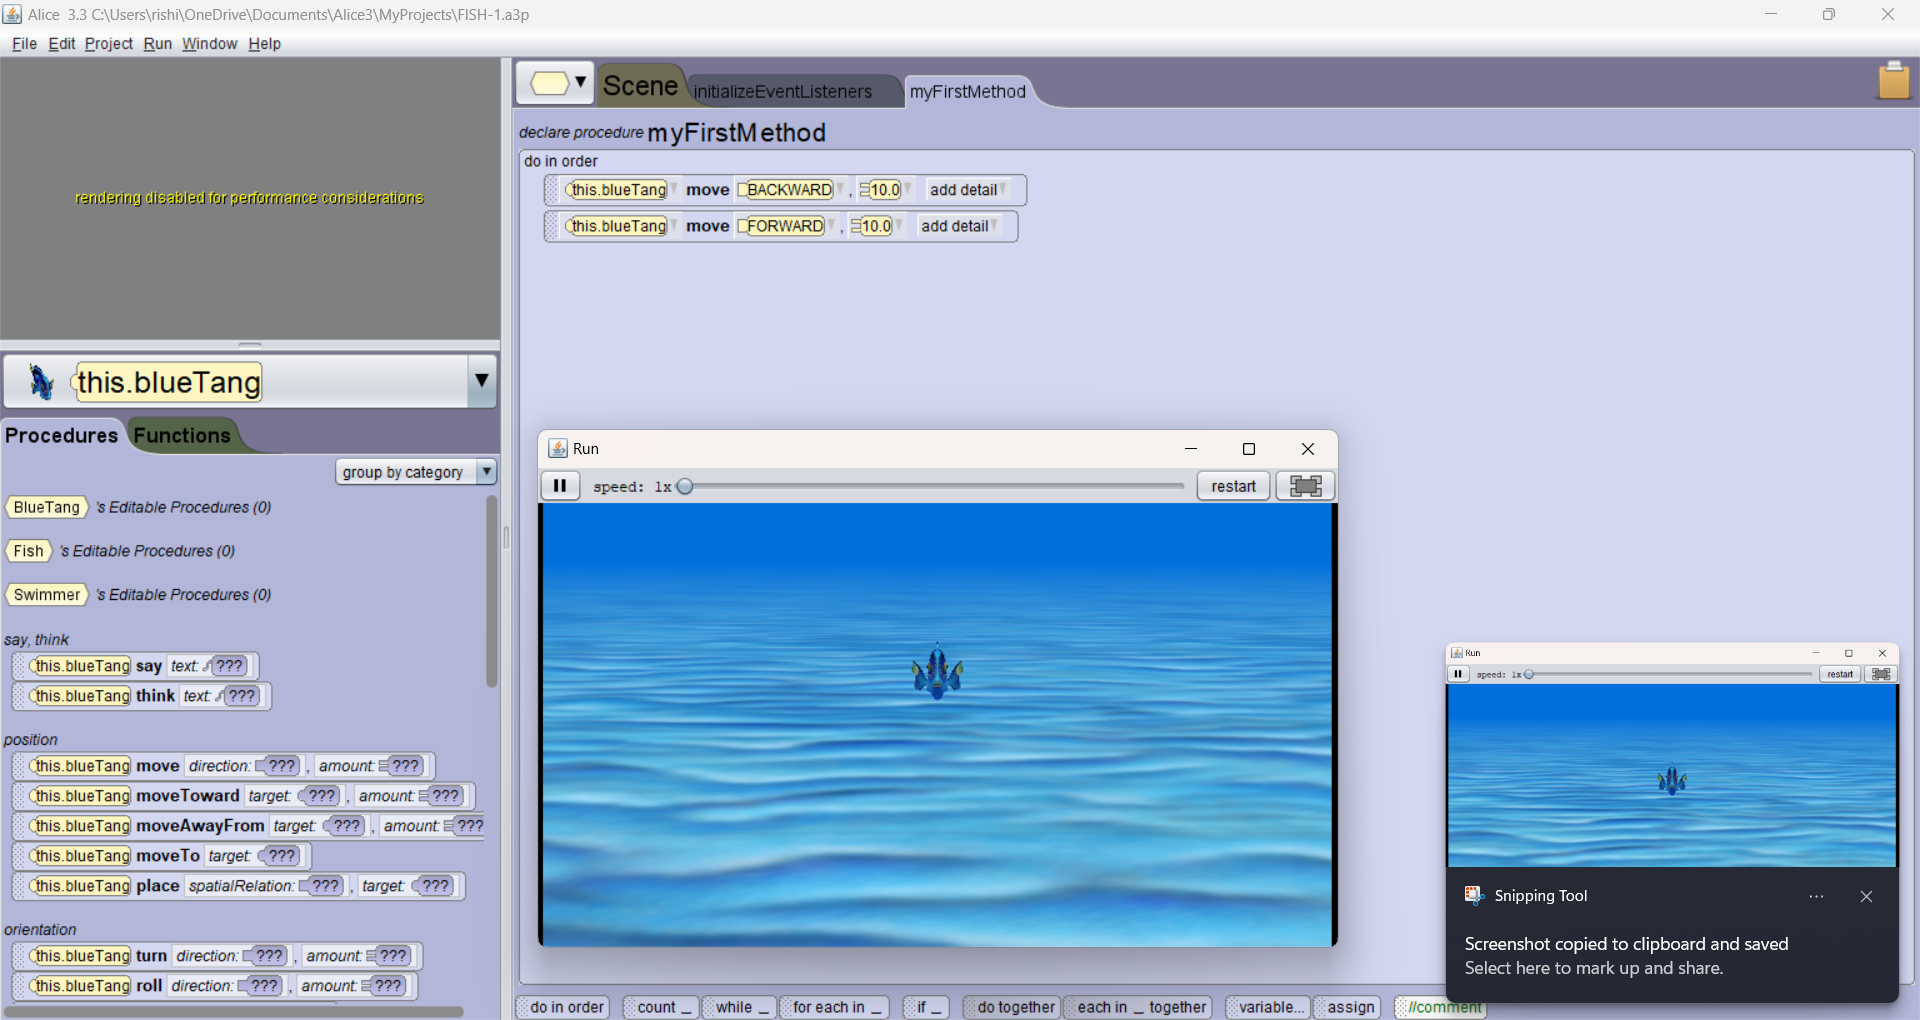 Alice 3.3 C:\Users\rishi\OneDrive\Documents\Alice3\MyProjects\FISH-1.a3p
File Edit Project Run Window Help
rendering disabled for performance considerations
this.blueTang
Procedures Functions
group by category
BlueTang 's Editable Procedures (0)
Fish 's Editable Procedures (0)
Swimmer 's Editable Procedures (0)
say, think
this.blueTang say text: ???
this.blueTang think text: ???
position
this.blueTang move direction: ??? , amount: ???
this.blueTang moveToward target: ??? , amount: ???
this.blueTang moveAwayFrom target: ??? , amount: ???
this.blueTang moveTo target: ???
this.blueTang place spatialRelation: ??? , target: ???
orientation
this.blueTang turn direction: ??? , amount: ???
this.blueTang roll direction: ??? , amount: ???
Scene initializeEventListeners myFirstMethod
declare procedure myFirstMethod
do in order
this.blueTang move BACKWARD , 10.0 add detail
this.blueTang move FORWARD , 10.0 add detail
Run
speed: 1x restart
Run
speed: 1x restart
Snipping Tool
Screenshot copied to clipboard and saved
Select here to mark up and share.
do in order count _ while _ for each in _ if _ do together each in _ together variable... assign //comment